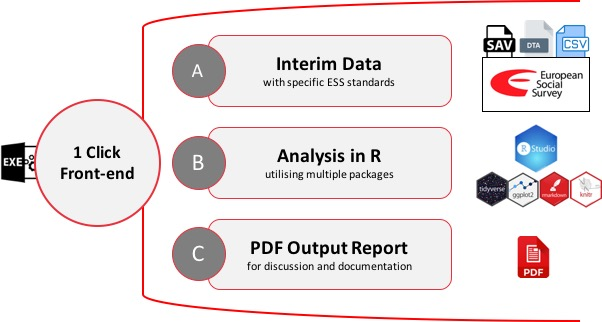 SAV
DTA
CSV
A
Interim Data
with specific ESS standards
European
Social
Survey
EXE
1 Click
Front-end
B
Analysis in R
utilising multiple packages
R Studio
tidyverse
ggplot2
rmarkdown
knitr
C
PDF Output Report
for discussion and documentation
PDF